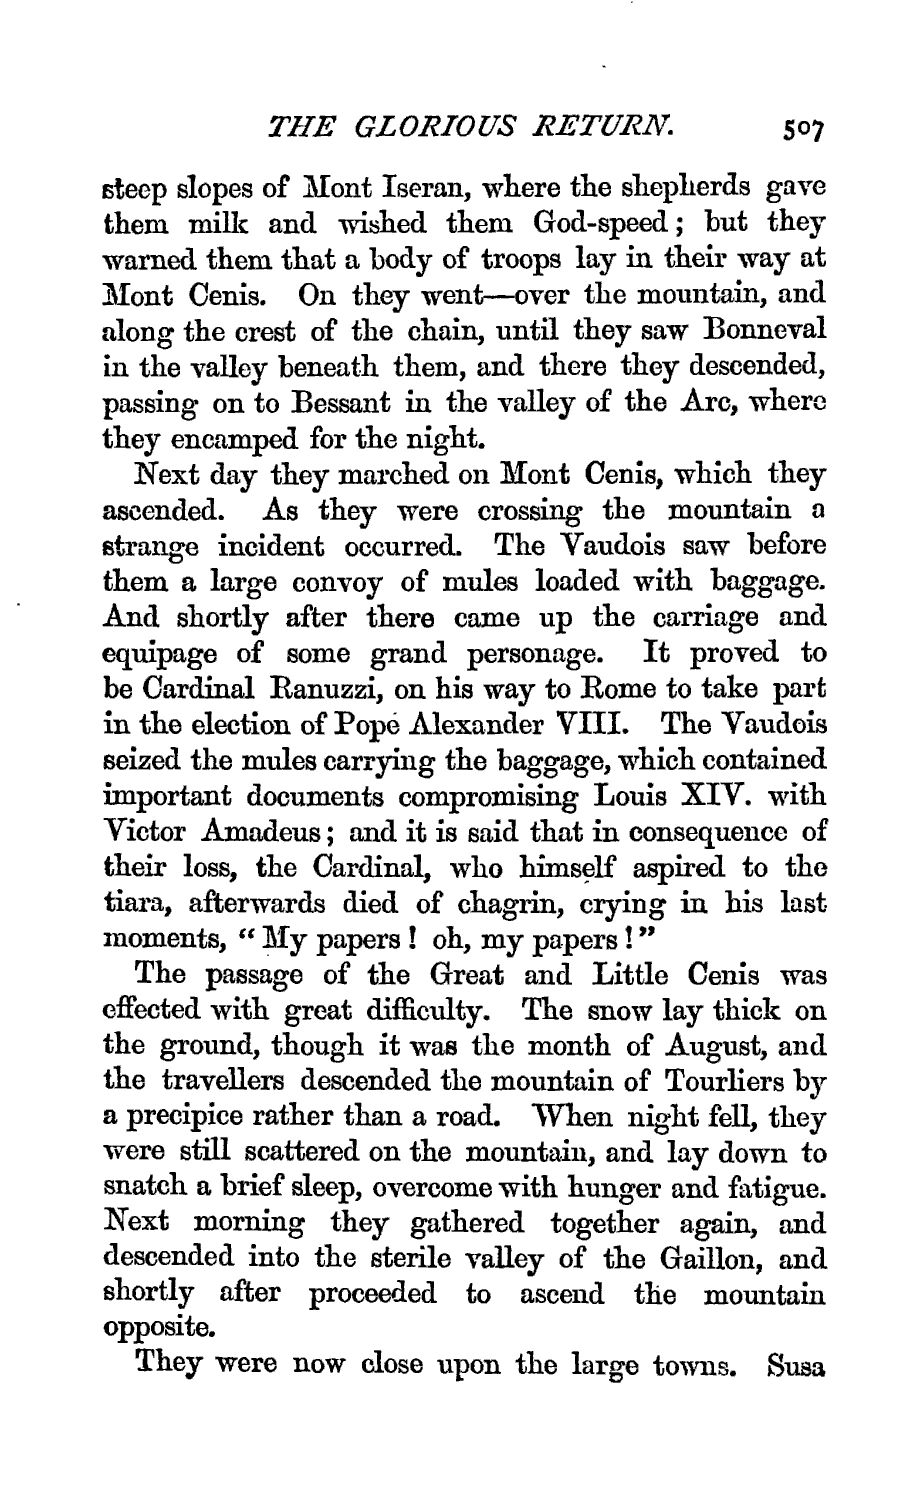 THE GLORIOUS RETURN. 507
steep slopes of Mont Iseran, where the shepherds gave
them milk and wished them God-speed; but they
warned them that a body of troops lay in their way at
Mont Cenis. On they went—over the mountain, and
along the crest of the chain, until they saw Bonneval
in the valley beneath them, and there they descended,
passing on to Bessant in the valley of the Arc, where
they encamped for the night.
Next day they marched on Mont Cenis, which they
ascended. As they were crossing the mountain a
strange incident occurred. The Vaudois saw before
them a large convoy of mules loaded with baggage.
And shortly after there came up the carriage and
equipage of some grand personage. It proved to
be Cardinal Ranuzzi, on his way to Rome to take part
in the election of Pope Alexander VIII. The Vaudois
seized the mules carrying the baggage, which contained
important documents compromising Louis XIV. with
Victor Amadeus; and it is said that in consequence of
their loss, the Cardinal, who himself aspired to the
tiara, afterwards died of chagrin, crying in his last
moments, “My papers! oh, my papers!”
The passage of the Great and Little Cenis was
effected with great difficulty. The snow lay thick on
the ground, though it was the month of August, and
the travellers descended the mountain of Tourliers by
a precipice rather than a road. When night fell, they
were still scattered on the mountain, and lay down to
snatch a brief sleep, overcome with hunger and fatigue.
Next morning they gathered together again, and
descended into the sterile valley of the Gaillon, and
shortly after proceeded to ascend the mountain
opposite.
They were now close upon the large towns. Susa